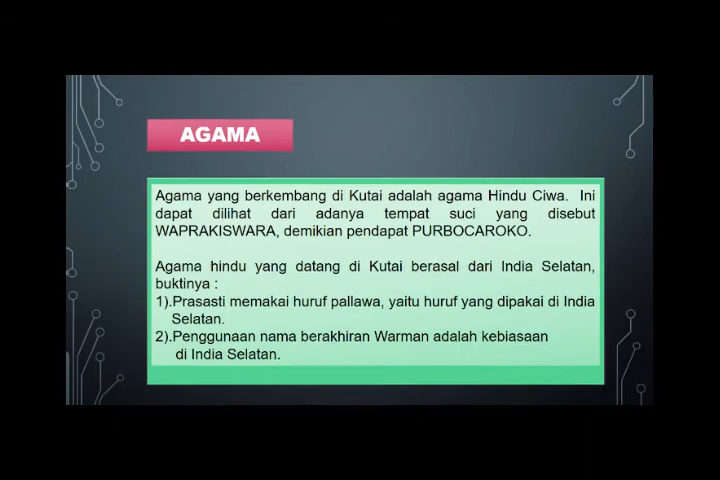 AGAMA
Agama yang berkembang di Kutai adalah agama Hindu Ciwa. Ini
dapat dilihat dari adanya tempat suci yang disebut
WAPRAKISWARA, demikian pendapat PURBOCAROKO.
Agama hindu yang datang di Kutai berasal dari India Selatan,
buktinya :
1).Prasasti memakai huruf pallawa, yaitu huruf yang dipakai di India
Selatan.
2).Penggunaan nama berakhiran Warman adalah kebiasaan
di India Selatan.